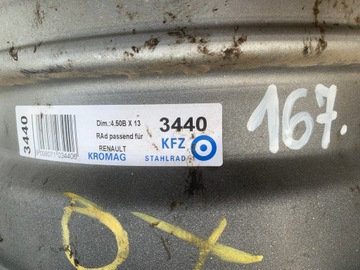 3440
Dim.:4,50B X 13
RAd passend für
RENAULT
KROMAG
3440
KFZ
STAHLRAD
167.